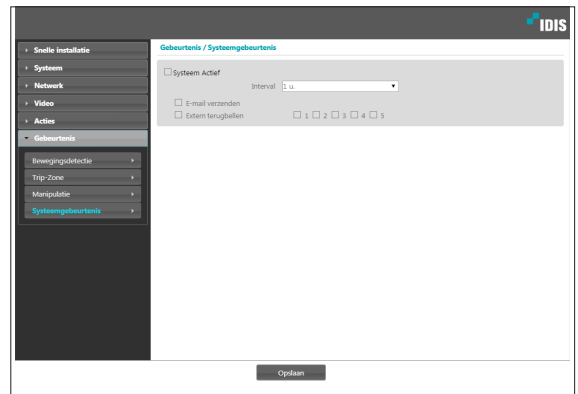 IDIS
Snelle installatie
Systeem
Netwerk
Video
Acties
Gebeurtenis
Bewegingsdetectie
Trip-Zone
Manipulatie
Systeemgebeurtenis
Gebeurtenis / Systeemgebeurtenis
Systeem Actief
Interval 1 u.
E-mail verzenden
Extern terugbellen 1 2 3 4 5
Opslaan